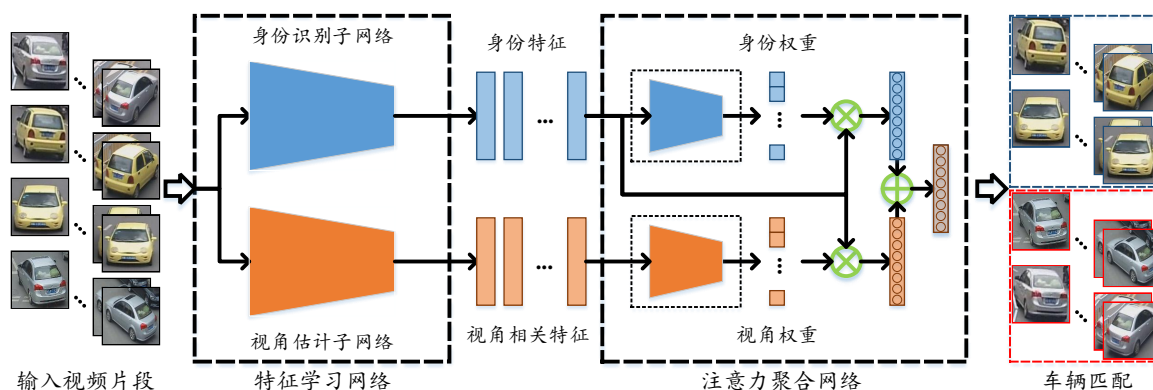 身份识别子网络
身份特征
身份权重
...
...
视角估计子网络
视角相关特征
视角权重
输入视频片段
特征学习网络
注意力聚合网络
车辆匹配